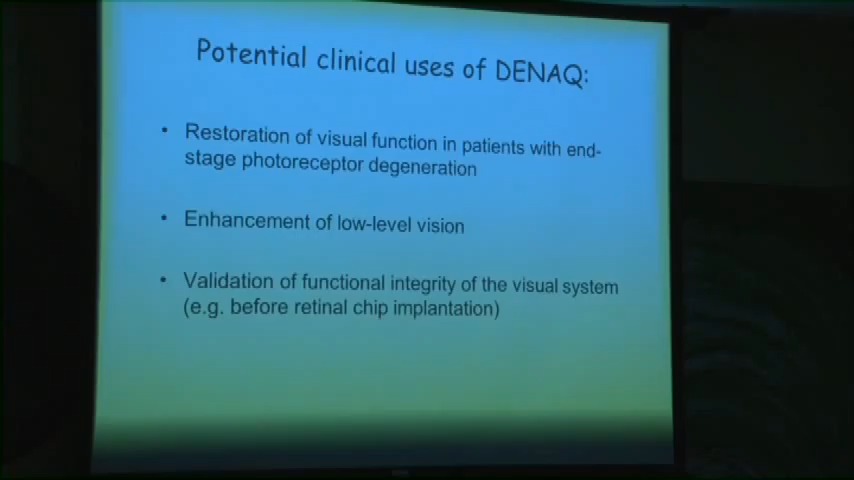 Potential clinical uses of DENAQ:
• Restoration of visual function in patients with end-
stage photoreceptor degeneration
• Enhancement of low-level vision
• Validation of functional integrity of the visual system
(e.g. before retinal chip implantation)